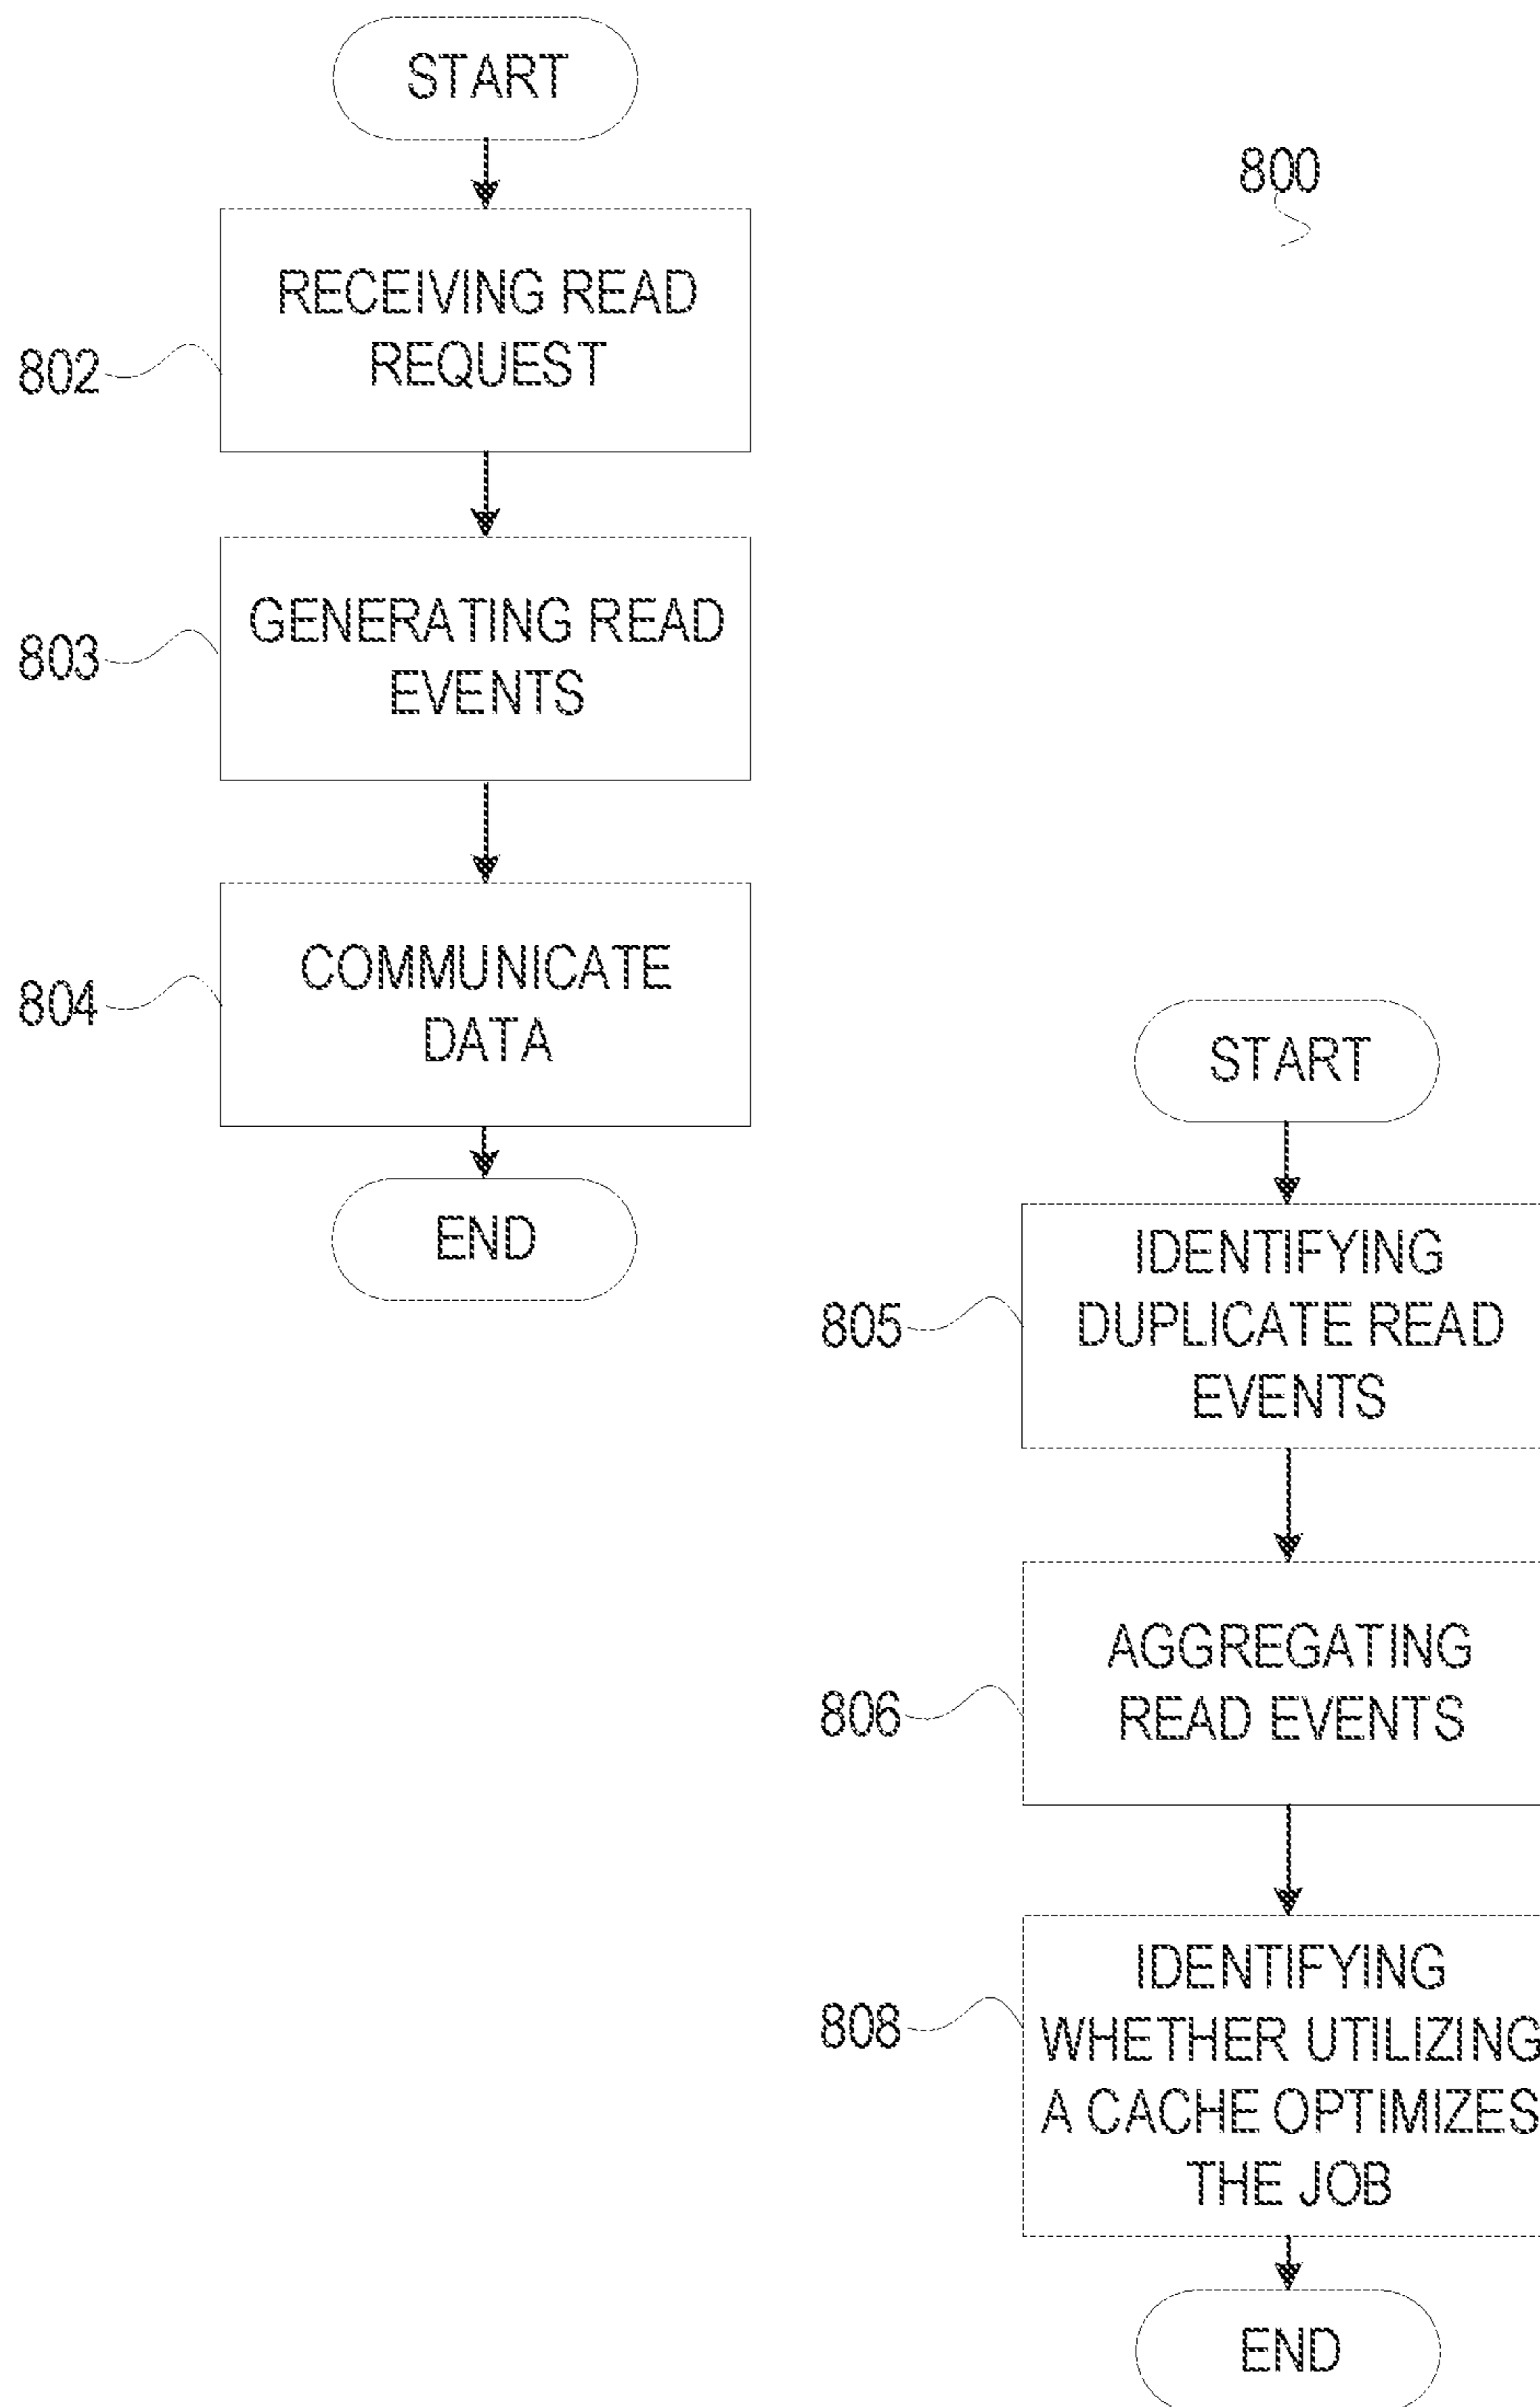 START
800
RECEIVING READ
REQUEST
802
GENERATING READ
EVENTS
803
COMMUNICATE
DATA
804
END
START
IDENTIFYING
DUPLICATE READ
EVENTS
805
AGGREGATING
READ EVENTS
806
IDENTIFYING
WHETHER UTILIZING
A CACHE OPTIMIZES
THE JOB
808
END